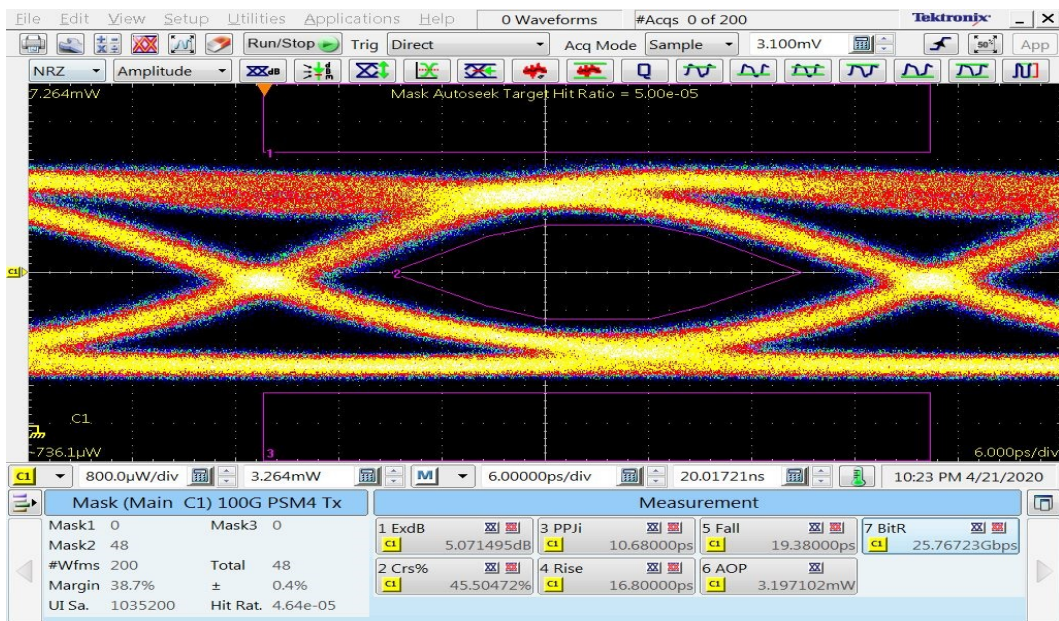 File Edit View Setup Utilities Applications Help 0 Waveforms #Acqs 0 of 200 Tektronix
Run/Stop Trig Direct Acq Mode Sample 3.100mV 50% App
NRZ Amplitude dB Q
7.264mW Mask Autoseek Target Hit Ratio = 5.00e-05
1
2
C1
C1
3
-736.1µW 6.000ps/div
C1 800.0µW/div 3.264mW M 6.00000ps/div 20.01721ns 10:23 PM 4/21/2020
Mask (Main C1) 100G PSM4 Tx Measurement
Mask1 0 Mask3 0
Mask2 48
#Wfms 200 Total 48
Margin 38.7% ± 0.4%
UI Sa. 1035200 Hit Rat. 4.64e-05
1 ExdB 3 PPJi 5 Fall 7 BitR
C1 5.071495dB C1 10.68000ps C1 19.38000ps C1 25.76723Gbps
2 Crs% 4 Rise 6 AOP
C1 45.50472% C1 16.80000ps C1 3.197102mW